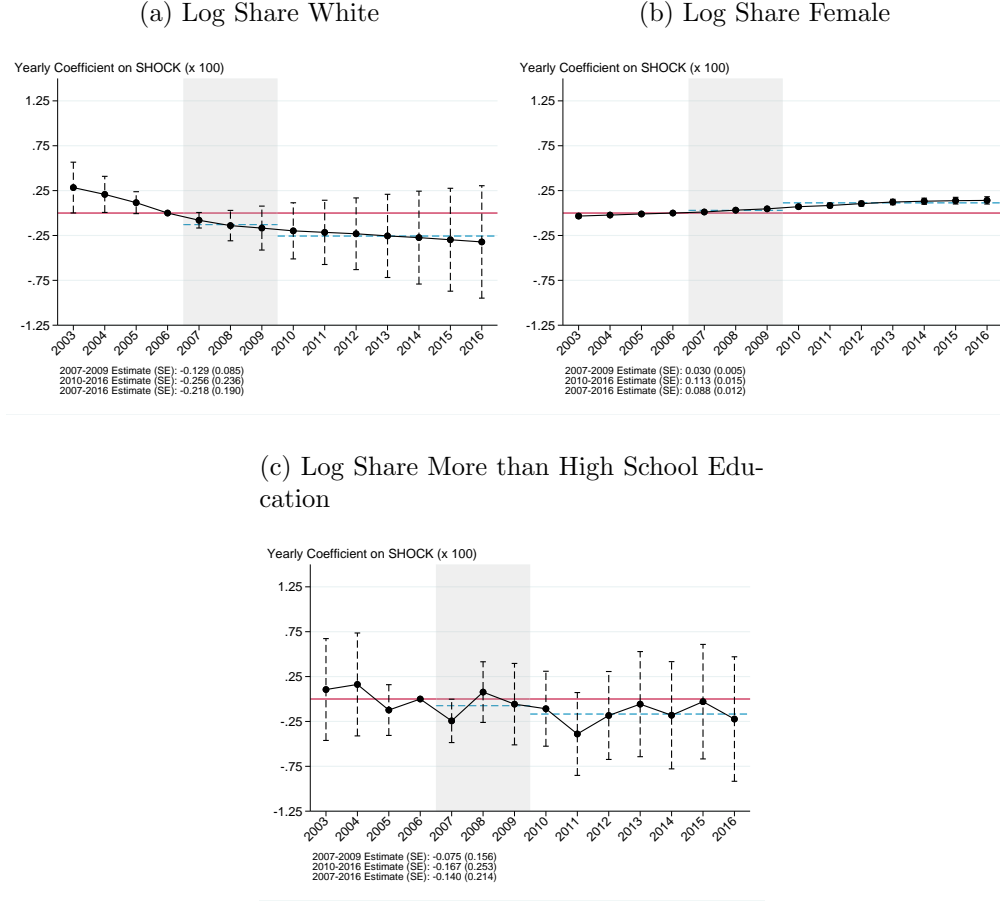 (a) Log Share White
Yearly Coefficient on SHOCK (x 100)
1.25
.75
.25
-.25
-.75
-1.25
2003 2004 2005 2006 2007 2008 2009 2010 2011 2012 2013 2014 2015 2016
2007-2009 Estimate (SE): -0.129 (0.085)
2010-2016 Estimate (SE): -0.256 (0.236)
2007-2016 Estimate (SE): -0.218 (0.190)
(b) Log Share Female
Yearly Coefficient on SHOCK (x 100)
1.25
.75
.25
-.25
-.75
-1.25
2003 2004 2005 2006 2007 2008 2009 2010 2011 2012 2013 2014 2015 2016
2007-2009 Estimate (SE): 0.030 (0.005)
2010-2016 Estimate (SE): 0.113 (0.015)
2007-2016 Estimate (SE): 0.088 (0.012)
(c) Log Share More than High School Edu-
cation
Yearly Coefficient on SHOCK (x 100)
1.25
.75
.25
-.25
-.75
-1.25
2003 2004 2005 2006 2007 2008 2009 2010 2011 2012 2013 2014 2015 2016
2007-2009 Estimate (SE): -0.075 (0.156)
2010-2016 Estimate (SE): -0.167 (0.253)
2007-2016 Estimate (SE): -0.140 (0.214)